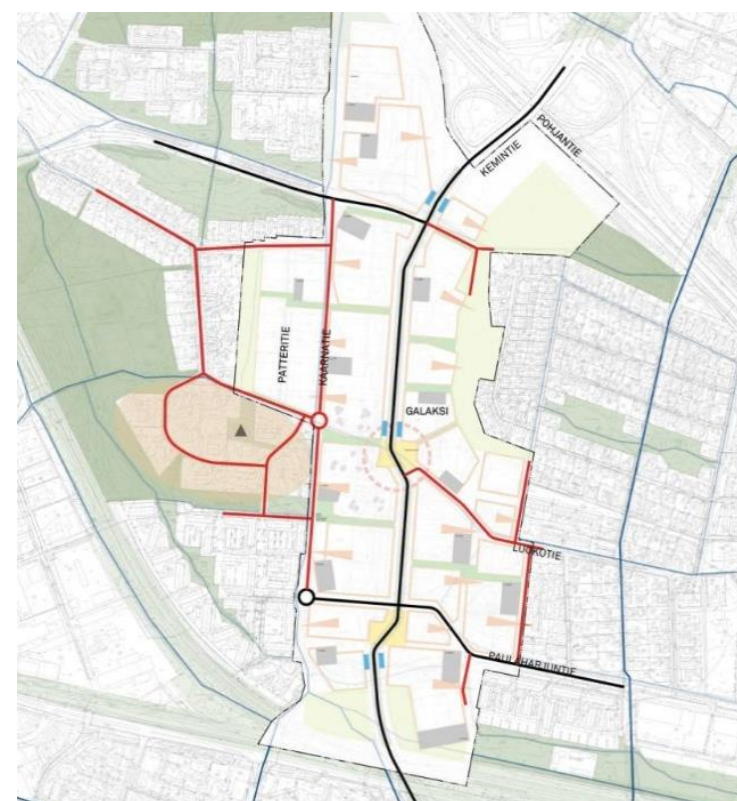 POHJANTIE
KEMINTIE
PATTERITIE
KAARNATIE
GALAKSI
LUOKOTIE
PAULAHARJUNTIE